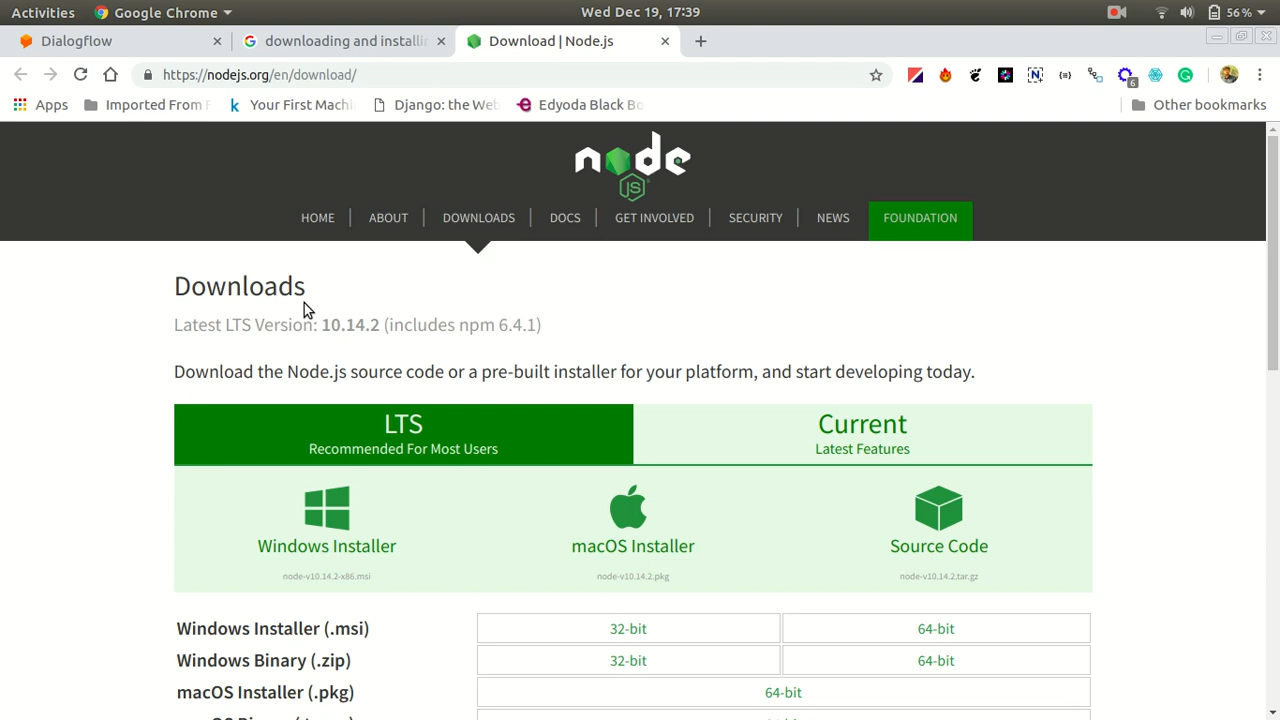 Activities Google Chrome Wed Dec 19, 17:39 56 %
Dialogflow downloading and installin Download | Node.js
https://nodejs.org/en/download/
6
Apps Imported From F Your First Machi Django: the Web Edyoda Black Bo Other bookmarks
node
JS
HOME ABOUT DOWNLOADS DOCS GET INVOLVED SECURITY NEWS FOUNDATION
Downloads
Latest LTS Version: 10.14.2 (includes npm 6.4.1)
Download the Node.js source code or a pre-built installer for your platform, and start developing today.
LTS Current
Recommended For Most Users Latest Features
Windows Installer macOS Installer Source Code
node-v10.14.2-x86.msi node-v10.14.2.pkg node-v10.14.2.tar.gz
Windows Installer (.msi) 32-bit 64-bit
Windows Binary (.zip) 32-bit 64-bit
macOS Installer (.pkg) 64-bit